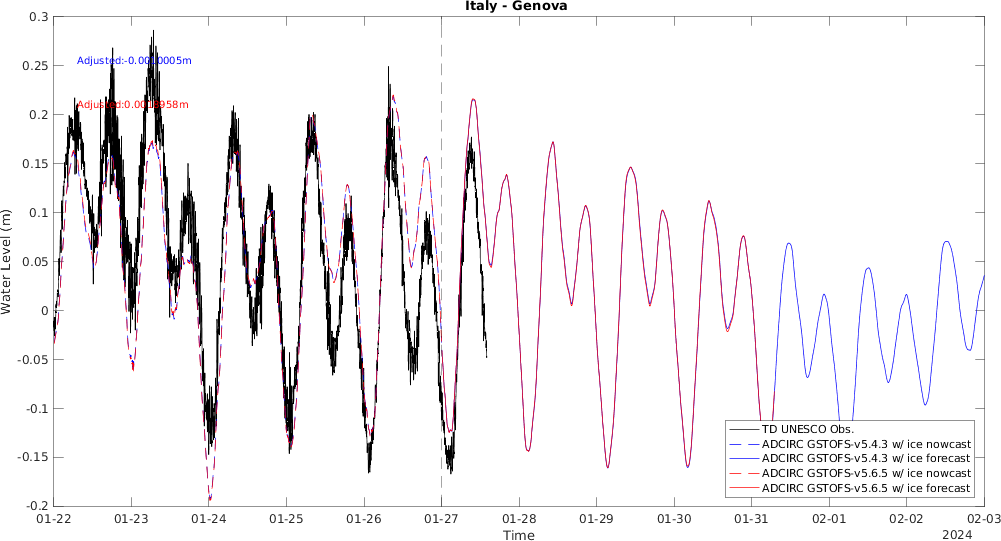 Italy - Genova
0.3
0.25
0.2
0.15
0.1
0.05
0
-0.05
-0.1
-0.15
-0.2
Water Level (m)
Adjusted:-0.0010005m
TD UNESCO Obs.
ADCIRC GSTOFS-v5.4.3 w/ ice nowcast
ADCIRC GSTOFS-v5.4.3 w/ ice forecast
ADCIRC GSTOFS-v5.6.5 w/ ice nowcast
ADCIRC GSTOFS-v5.6.5 w/ ice forecast
01-22 01-23 01-24 01-25 01-26 01-27 01-28 01-29 01-30 01-31 02-01 02-02 02-03
Time
2024